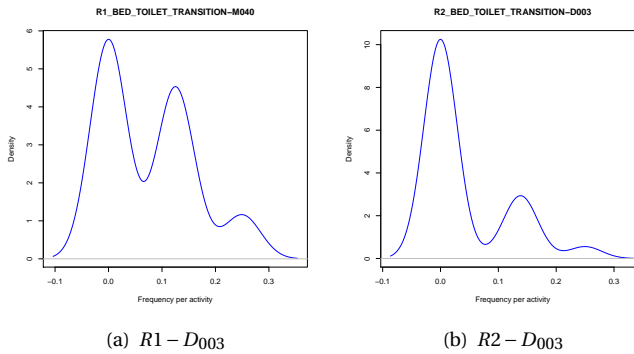 R1_BED_TOILET_TRANSITION−M040
R2_BED_TOILET_TRANSITION−D003
Density
0 1 2 3 4 5 6
−0.1 0.0 0.1 0.2 0.3
Frequency per activity
Density
0 2 4 6 8 10
−0.1 0.0 0.1 0.2 0.3
Frequency per activity
(a) R1−D003
(b) R2−D003